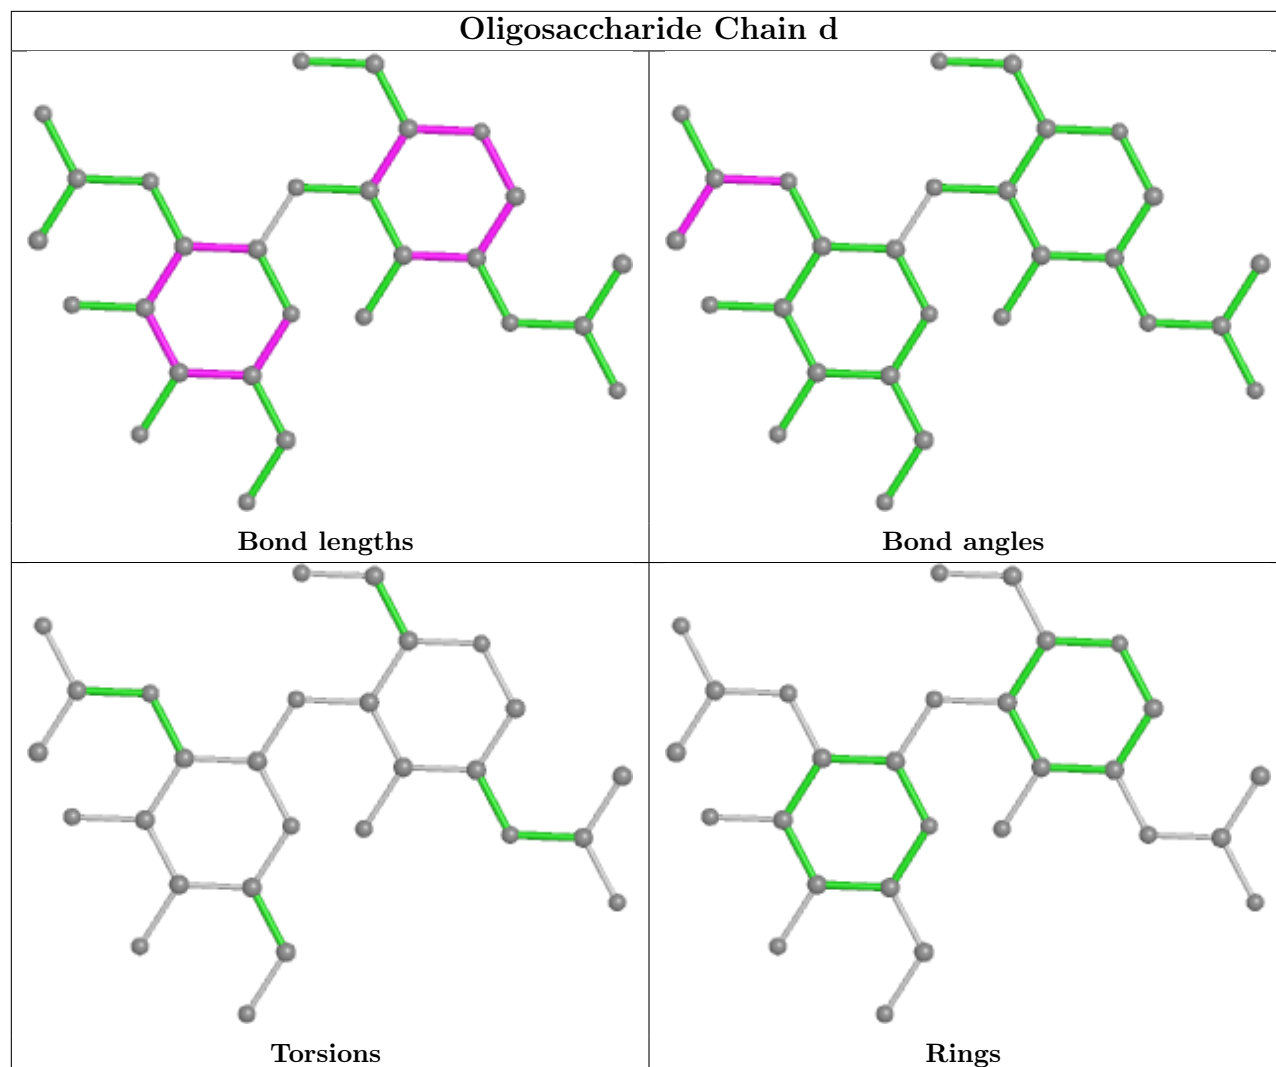 Oligosaccharide Chain d
Bond lengths
Bond angles
Torsions
Rings